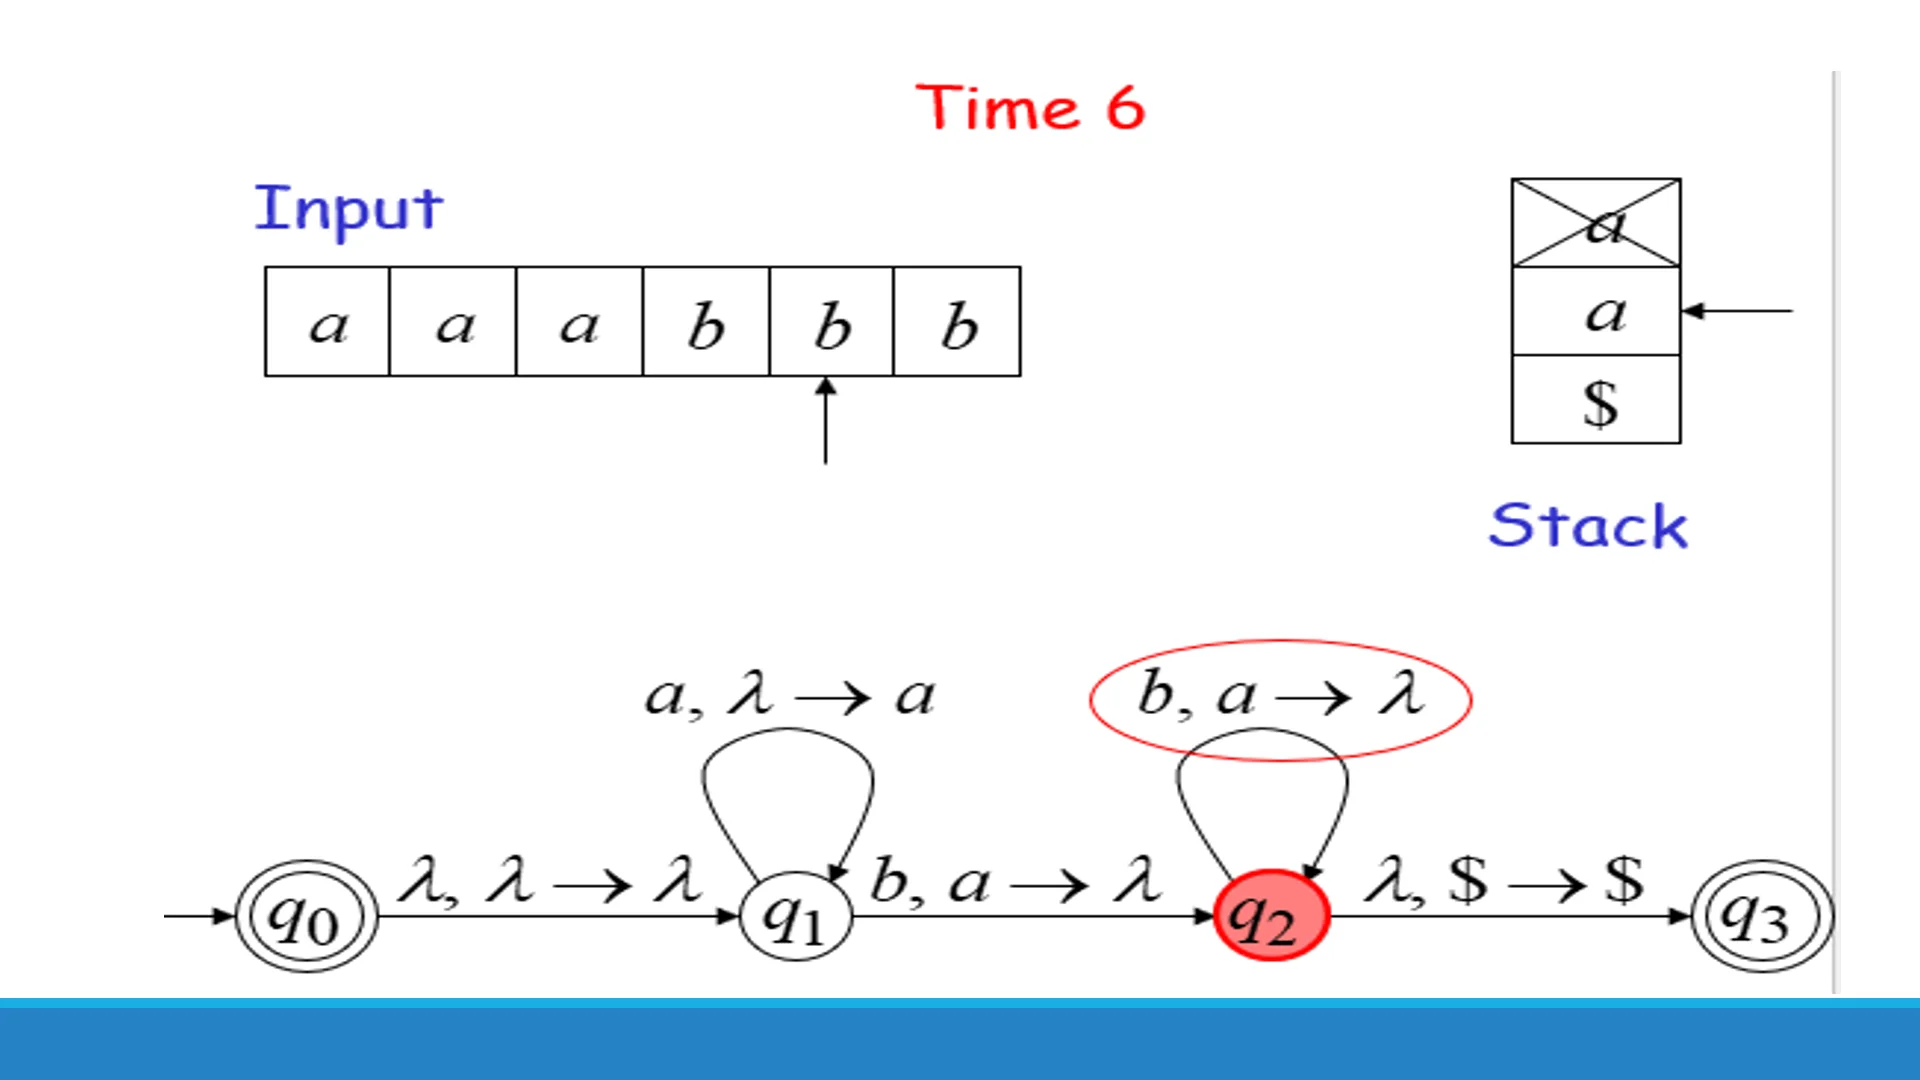 Time 6
Input
a a a b b b
a
a
$
Stack
a, λ → a
b, a → λ
q0 λ, λ → λ q1 b, a → λ q2 λ, $ → $ q3